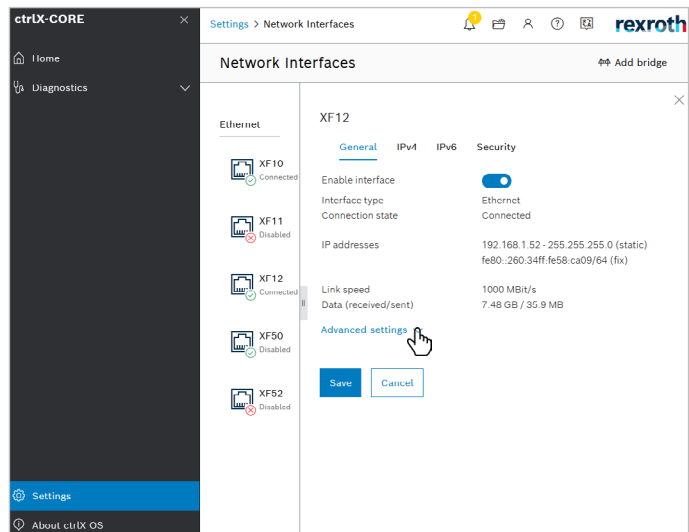 ctrlX-CORE
Settings > Network Interfaces
1
rexroth
Home
Diagnostics
Network Interfaces
Add bridge
Ethernet
XF10
Connected
XF11
Disabled
XF12
Connected
XF50
Disabled
XF52
Disabled
XF12
General IPv4 IPv6 Security
Enable interface
Interface type Ethernet
Connection state Connected
IP addresses 192.168.1.52 - 255.255.255.0 (static)
fe80::260:34ff:fe58:ca09/64 (fix)
Link speed 1000 MBit/s
Data (received/sent) 7.48 GB / 35.9 MB
Advanced settings
Save Cancel
Settings
About ctrlX OS